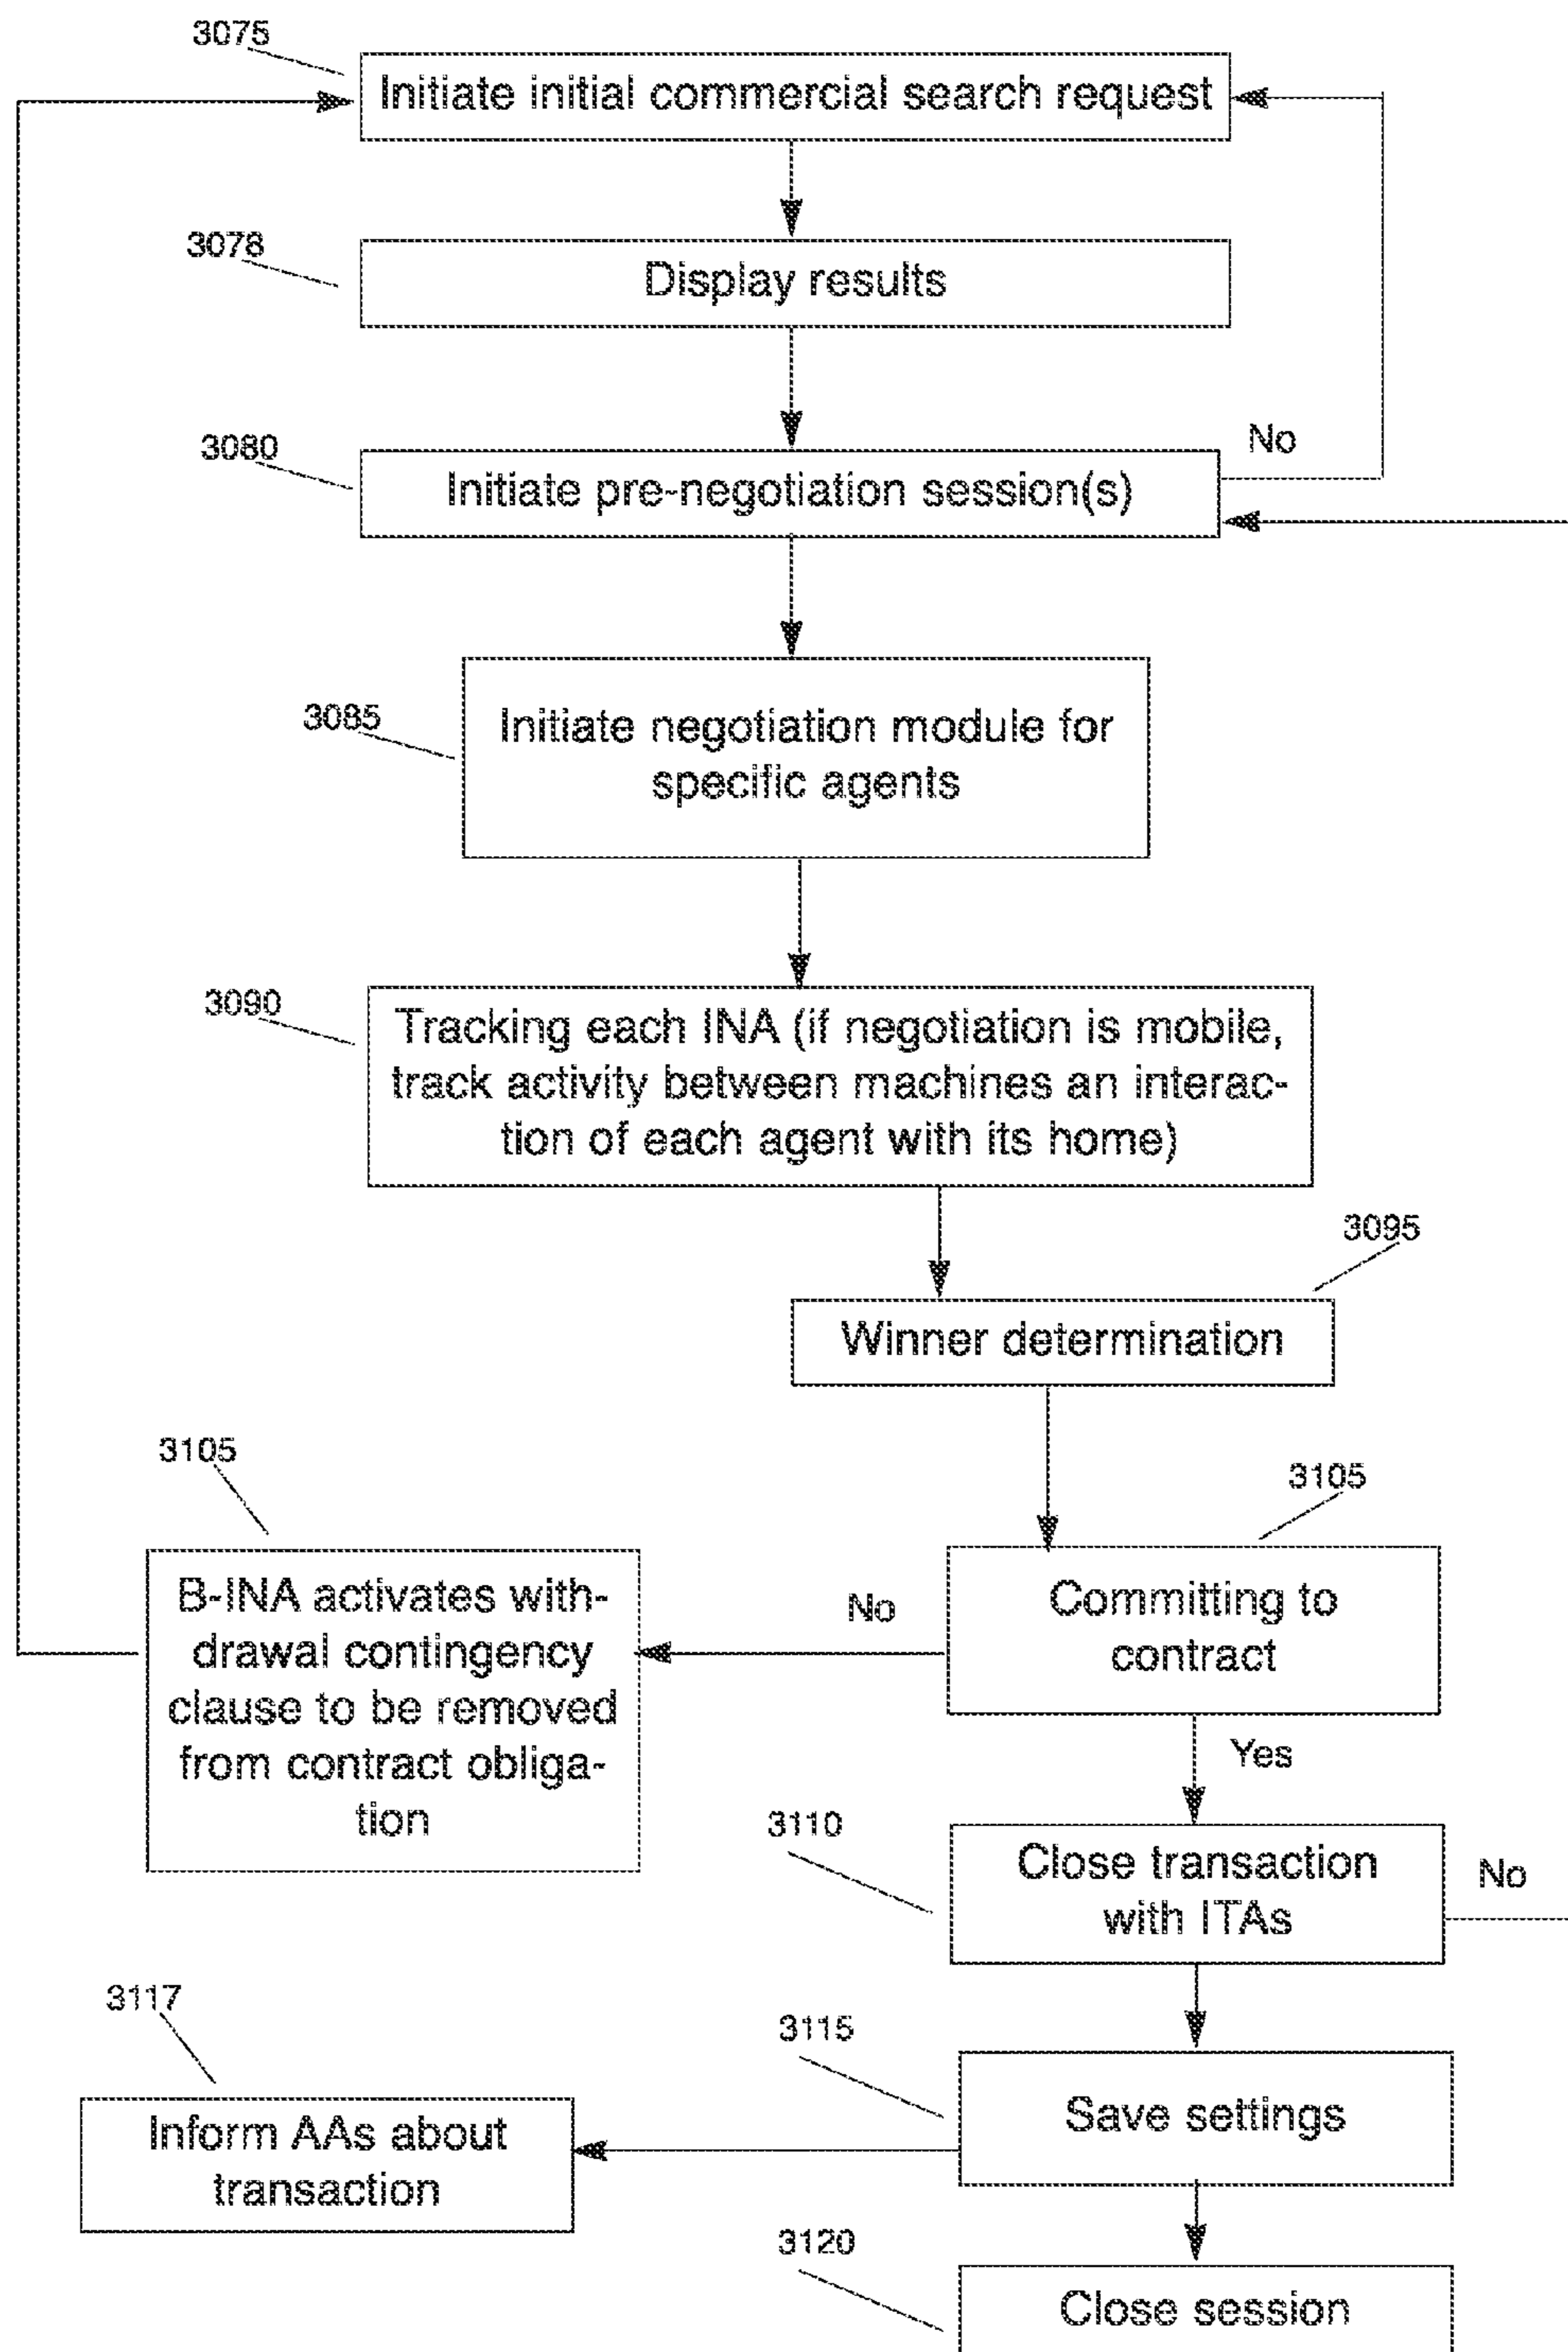 3075
Initiate initial commercial search request
3078
Display results
3080
No
Initiate pre-negotiation session(s)
3085
Initiate negotiation module for
specific agents
3090
Tracking each INA (if negotiation is mobile,
track activity between machines an interac-
tion of each agent with its home)
3095
Winner determination
3105
3105
B-INA activates with-
drawal contingency
clause to be removed
from contract obliga-
tion
No
Committing to
contract
Yes
3110
Close transaction
with ITAs
No
3117
3115
Save settings
Inform AAs about
transaction
3120
Close session